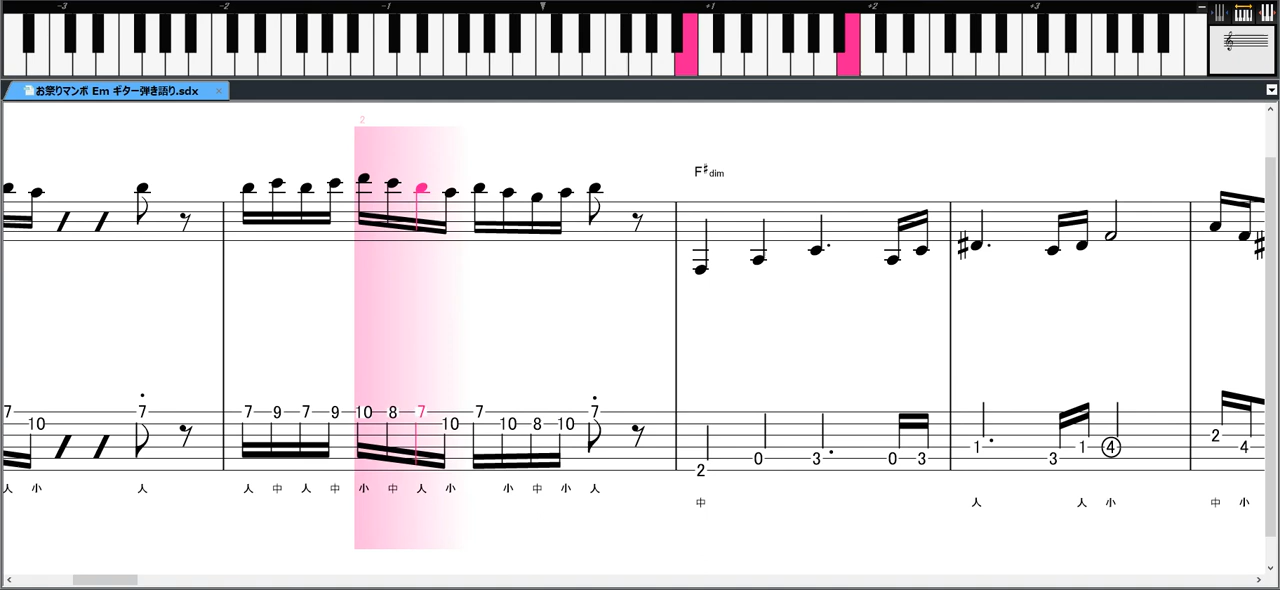 -3 -2 -1 +1 +2 +3
お祭りマンボ Em ギター弾き語り.sdx ×
2
F♯dim
7 7 7 9 7 9 10 8 7 7 7
10 10 10 8 10 1 1 4 2
0 3 0 3 3 4
2
人 小 人 人 中 人 中 小 中 人 小 小 中 小 人
中 人 人 小 中 小